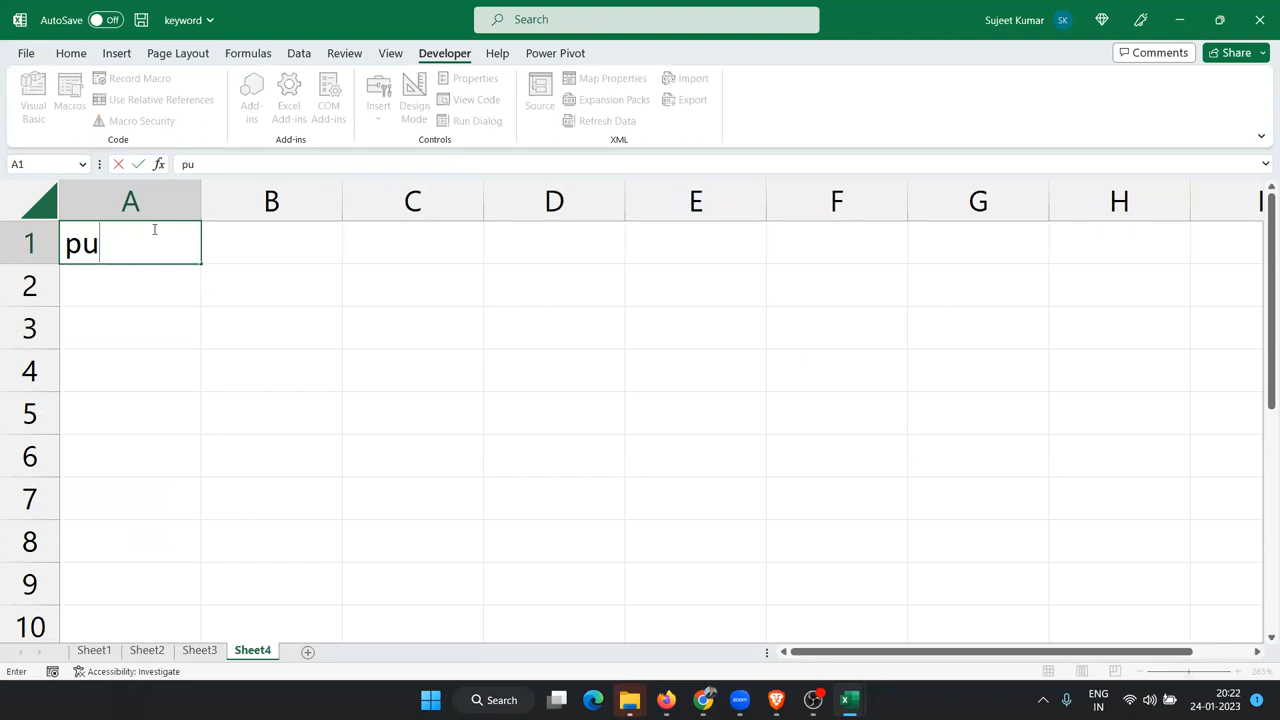 AutoSave Off keyword Search Sujeet Kumar SK
File Home Insert Page Layout Formulas Data Review View Developer Help Power Pivot Comments Share
Visual Basic Macros Record Macro Use Relative References Macro Security Code
Add-ins Excel Add-ins COM Add-ins Add-ins
Insert Design Mode Properties View Code Run Dialog Controls
Source Map Properties Expansion Packs Refresh Data Import Export XML
A1 fx pu
A B C D E F G H I
1 pu
2
3
4
5
6
7
8
9
10
Sheet1 Sheet2 Sheet3 Sheet4
Enter Accessibility: Investigate 265%
Search zoom ENG IN 20:22 24-01-2023 1